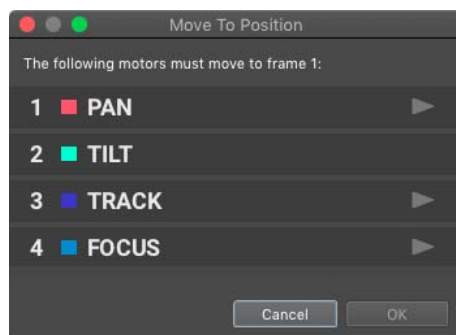 Move To Position
The following motors must move to frame 1:
1 PAN
2 TILT
3 TRACK
4 FOCUS
Cancel OK